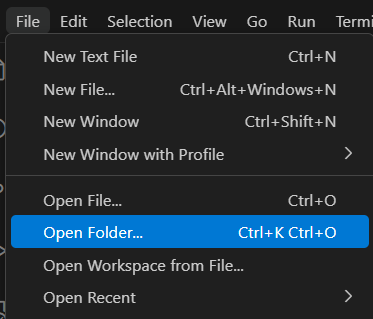 File Edit Selection View Go Run
New Text File Ctrl+N
New File... Ctrl+Alt+Windows+N
New Window Ctrl+Shift+N
New Window with Profile
Open File... Ctrl+O
Open Folder... Ctrl+K Ctrl+O
Open Workspace from File...
Open Recent